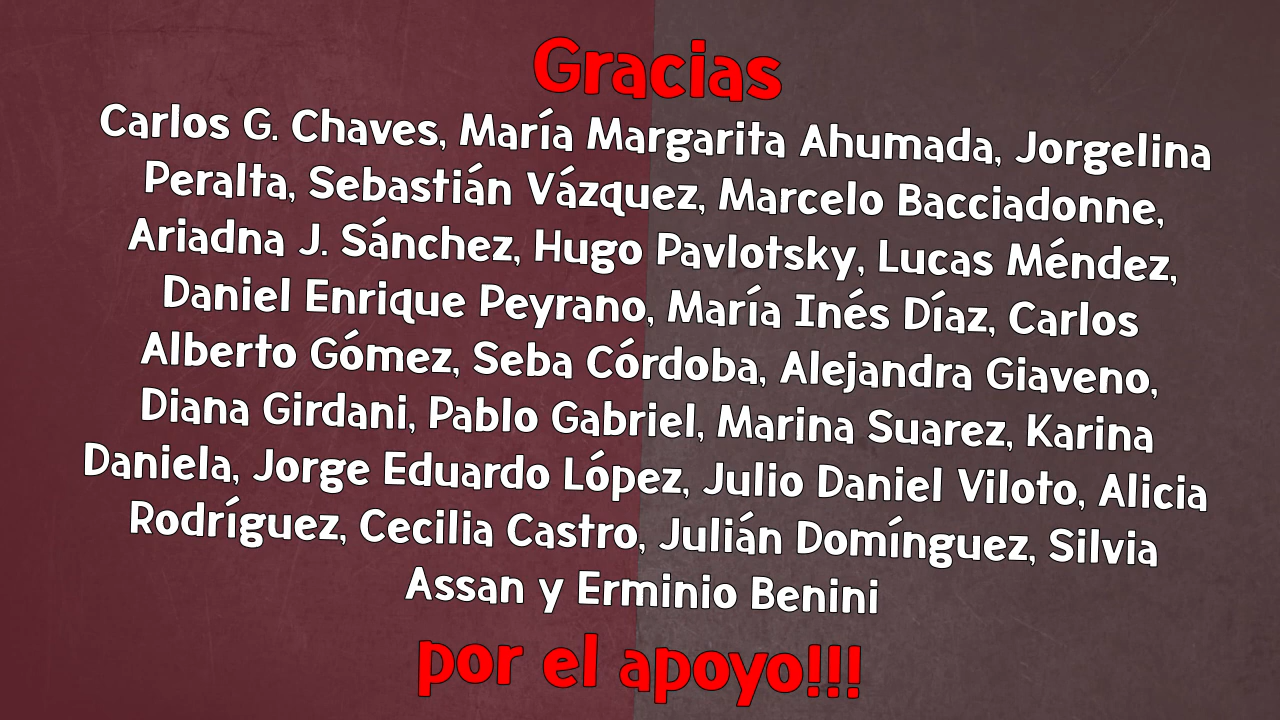 Gracias
Carlos G. Chaves, María Margarita Ahumada, Jorgelina
Peralta, Sebastián Vázquez, Marcelo Bacciadonne,
Ariadna J. Sánchez, Hugo Pavlotsky, Lucas Méndez,
Daniel Enrique Peyrano, María Inés Díaz, Carlos
Alberto Gómez, Seba Córdoba, Alejandra Giaveno,
Diana Girdani, Pablo Gabriel, Marina Suarez, Karina
Daniela, Jorge Eduardo López, Julio Daniel Viloto, Alicia
Rodríguez, Cecilia Castro, Julián Domínguez, Silvia
Assan y Erminio Benini
por el apoyo!!!